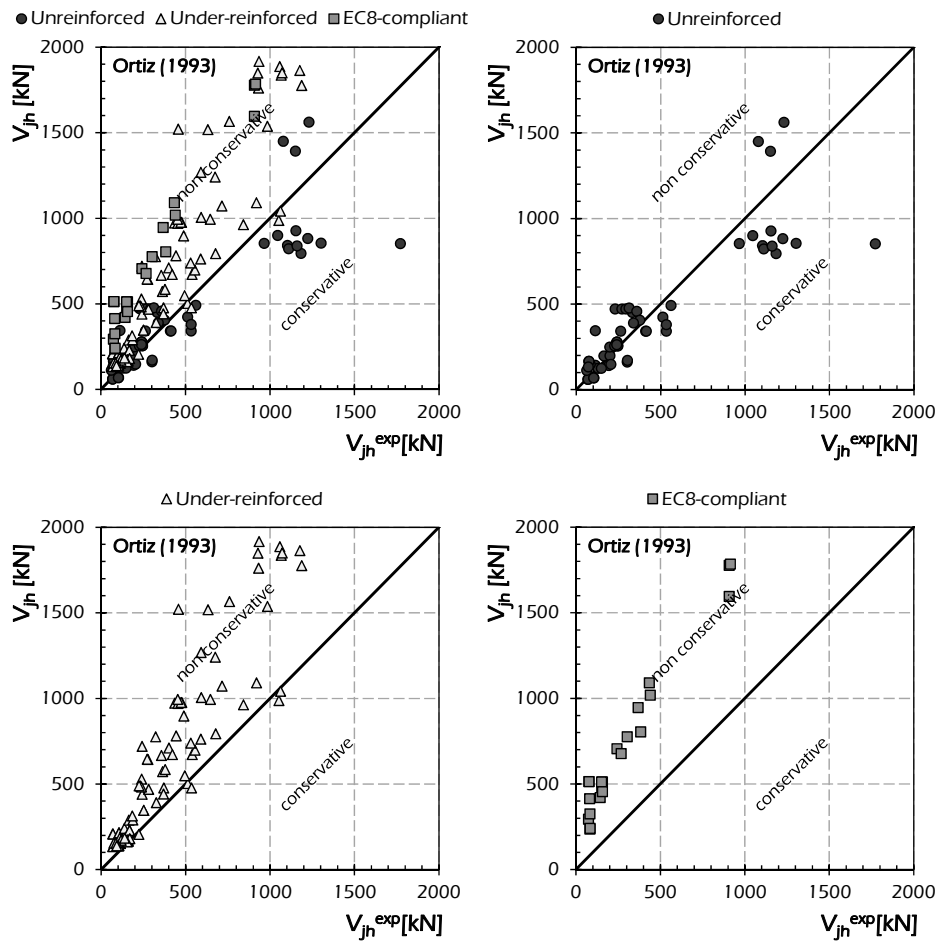 Unreinforced Under-reinforced EC8-compliant
Ortiz (1993)
V_jh [kN]
2000
1500
1000
500
0
non conservative
conservative
0 500 1000 1500 2000
V_jh^exp[kN]
Unreinforced
Ortiz (1993)
V_jh [kN]
2000
1500
1000
500
0
non conservative
conservative
0 500 1000 1500 2000
V_jh^exp[kN]
Under-reinforced
Ortiz (1993)
V_jh [kN]
2000
1500
1000
500
0
non conservative
conservative
0 500 1000 1500 2000
V_jh^exp[kN]
EC8-compliant
Ortiz (1993)
V_jh [kN]
2000
1500
1000
500
0
non conservative
conservative
0 500 1000 1500 2000
V_jh^exp[kN]